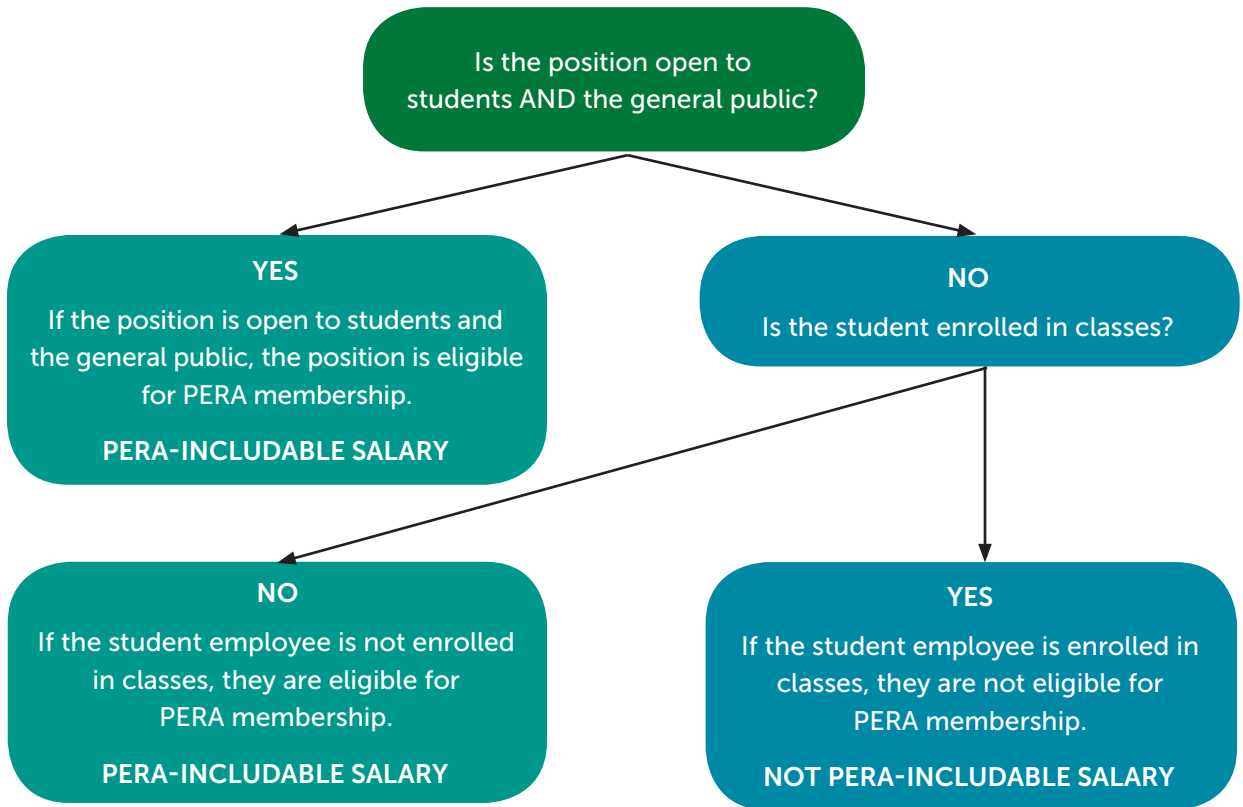 Is the position open to
students AND the general public?
YES
If the position is open to students and
the general public, the position is eligible
for PERA membership.
PERA-INCLUDABLE SALARY
NO
Is the student enrolled in classes?
NO
If the student employee is not enrolled
in classes, they are eligible for
PERA membership.
PERA-INCLUDABLE SALARY
YES
If the student employee is enrolled in
classes, they are not eligible for
PERA membership.
NOT PERA-INCLUDABLE SALARY